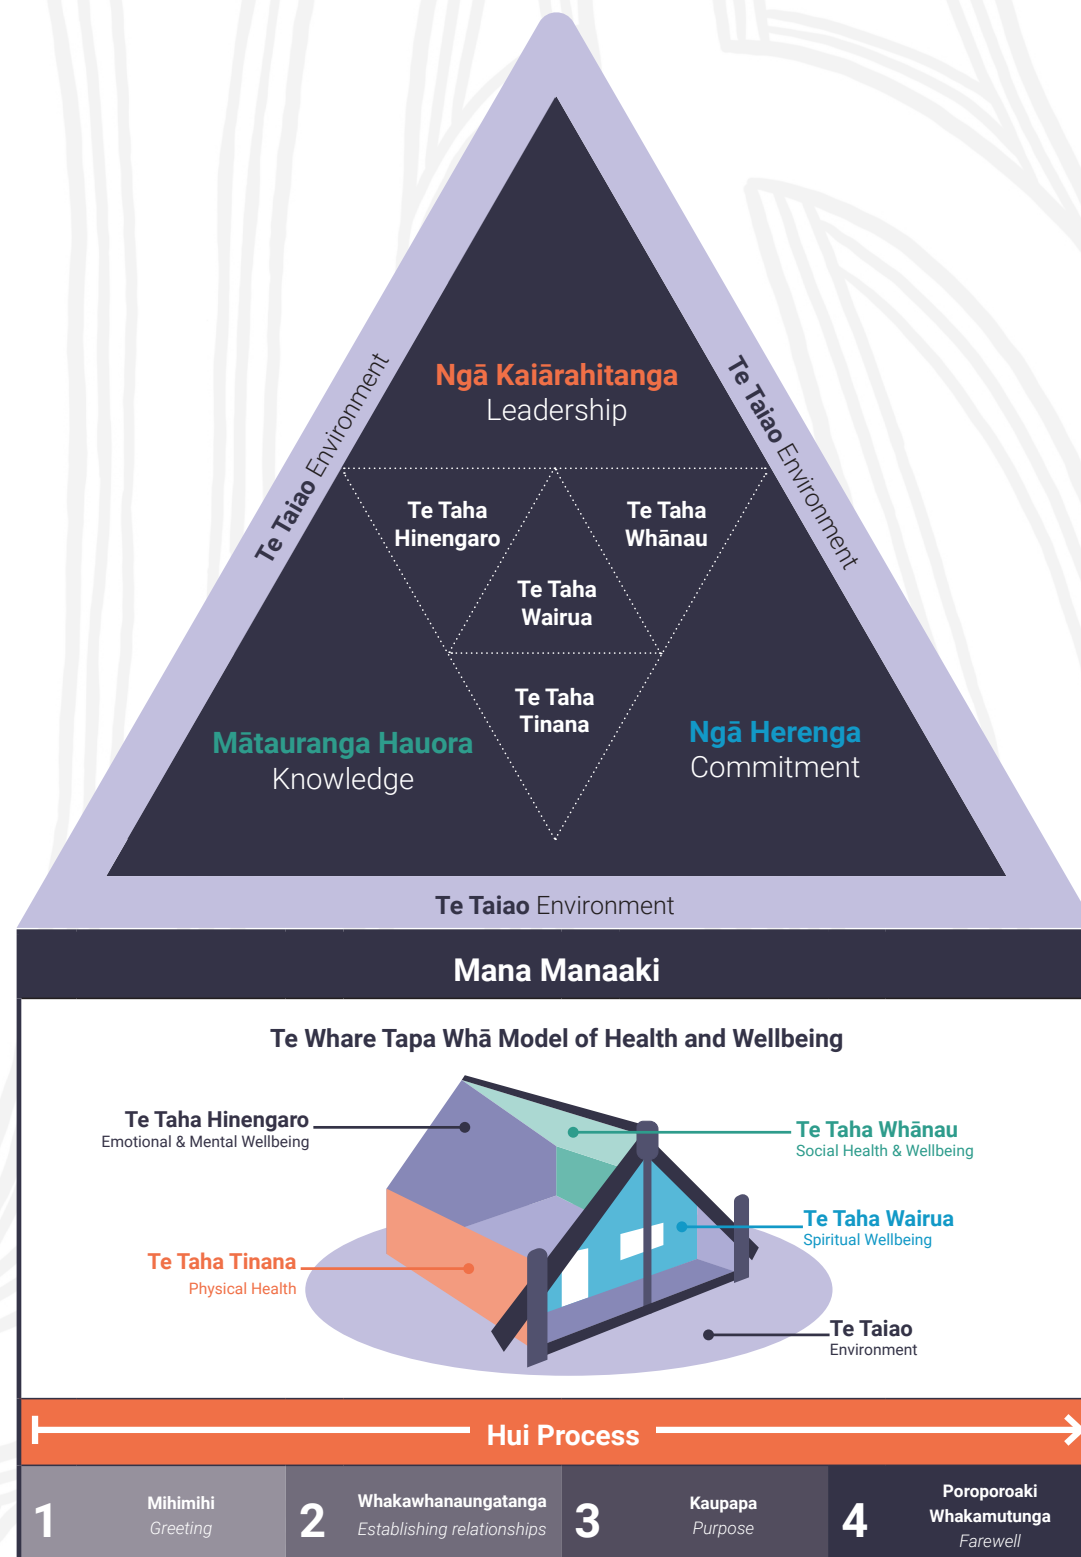 Te Taiao Environment
Te Taiao Environment
Ngā Kaiārahitanga
Leadership
Te Taha
Hinengaro
Te Taha
Whānau
Te Taha
Wairua
Te Taha
Tinana
Mātauranga Hauora
Knowledge
Ngā Herenga
Commitment
Te Taiao Environment
Mana Manaaki
Te Whare Tapa Whā Model of Health and Wellbeing
Te Taha Hinengaro
Emotional & Mental Wellbeing
Te Taha Whānau
Social Health & Wellbeing
Te Taha Wairua
Spiritual Wellbeing
Te Taha Tinana
Physical Health
Te Taiao
Environment
Hui Process
1
Mihimihi
Greeting
2
Whakawhanaungatanga
Establishing relationships
3
Kaupapa
Purpose
4
Poroporoaki
Whakamutunga
Farewell